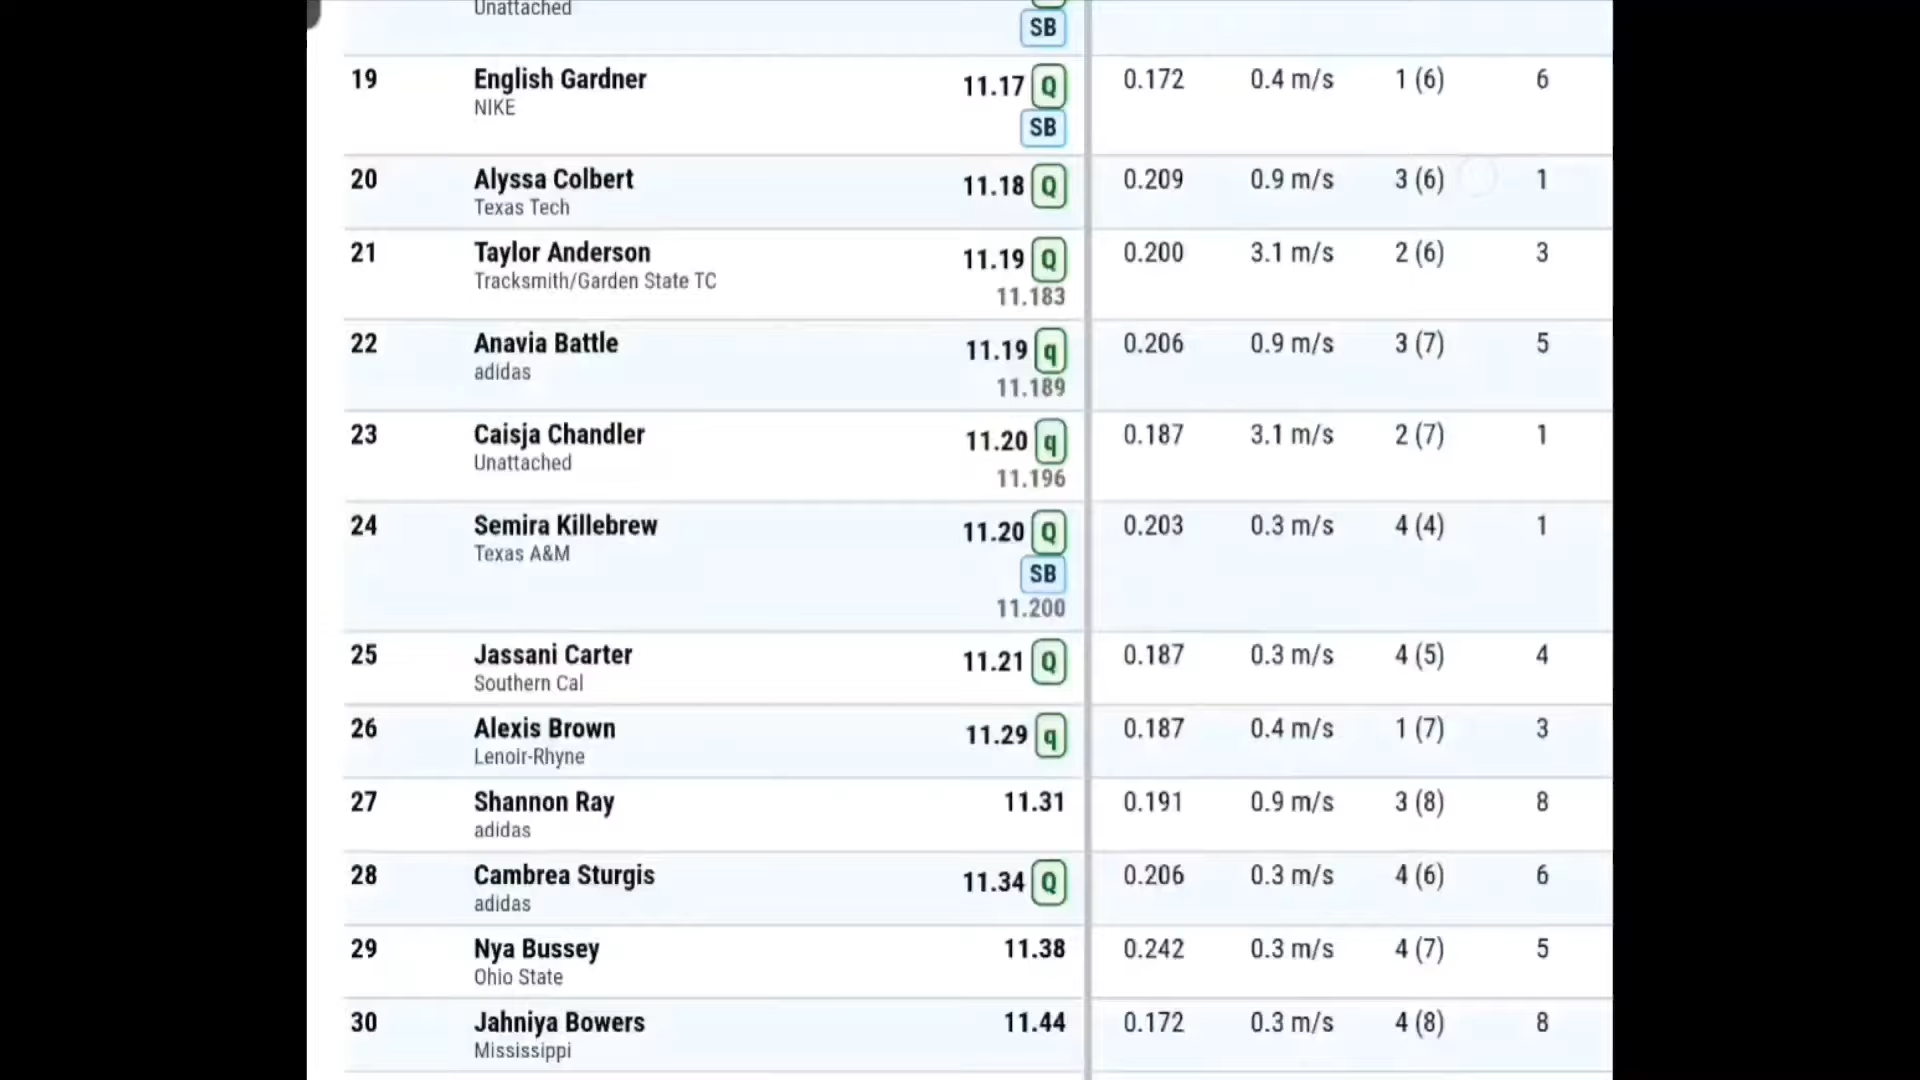 Unattached
SB
19 English Gardner 11.17 Q 0.172 0.4 m/s 1 (6) 6
NIKE
SB
20 Alyssa Colbert 11.18 Q 0.209 0.9 m/s 3 (6) 1
Texas Tech
21 Taylor Anderson 11.19 Q 0.200 3.1 m/s 2 (6) 3
Tracksmith/Garden State TC
11.183
22 Anavia Battle 11.19 q 0.206 0.9 m/s 3 (7) 5
adidas
11.189
23 Caisja Chandler 11.20 q 0.187 3.1 m/s 2 (7) 1
Unattached
11.196
24 Semira Killebrew 11.20 Q 0.203 0.3 m/s 4 (4) 1
Texas A&M
SB
11.200
25 Jassani Carter 11.21 Q 0.187 0.3 m/s 4 (5) 4
Southern Cal
26 Alexis Brown 11.29 q 0.187 0.4 m/s 1 (7) 3
Lenoir-Rhyne
27 Shannon Ray 11.31 0.191 0.9 m/s 3 (8) 8
adidas
28 Cambrea Sturgis 11.34 Q 0.206 0.3 m/s 4 (6) 6
adidas
29 Nya Bussey 11.38 0.242 0.3 m/s 4 (7) 5
Ohio State
30 Jahniya Bowers 11.44 0.172 0.3 m/s 4 (8) 8
Mississippi